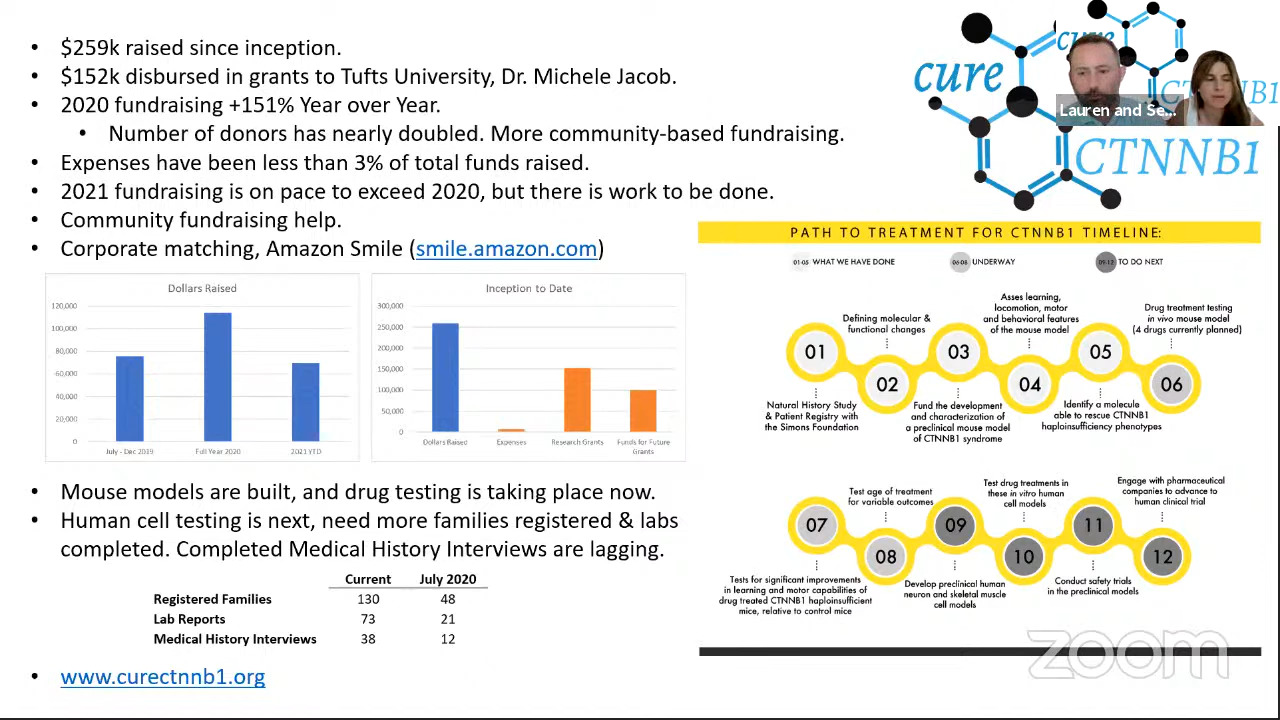 • $259k raised since inception.
• $152k disbursed in grants to Tufts University, Dr. Michele Jacob.
• 2020 fundraising +151% Year over Year.
• Number of donors has nearly doubled. More community-based fundraising.
• Expenses have been less than 3% of total funds raised.
• 2021 fundraising is on pace to exceed 2020, but there is work to be done.
• Community fundraising help.
• Corporate matching, Amazon Smile (smile.amazon.com)
Dollars Raised
120,000
100,000
80,000
60,000
40,000
20,000
0
July - Dec 2019 Full Year 2020 2021 YTD
Inception to Date
300,000
250,000
200,000
150,000
100,000
50,000
0
Dollars Raised Expenses Research Grants Funds for Future
Grants
• Mouse models are built, and drug testing is taking place now.
• Human cell testing is next, need more families registered & labs
completed. Completed Medical History Interviews are lagging.
Current July 2020
Registered Families 130 48
Lab Reports 73 21
Medical History Interviews 38 12
• www.curectnnb1.org
cure
CTNNB1
cure
Lauren and Se...
PATH TO TREATMENT FOR CTNNB1 TIMELINE:
01-05 WHAT WE HAVE DONE
06-08 UNDERWAY
09-12 TO DO NEXT
01
Natural History Study
& Patient Registry with
the Simons Foundation
Defining molecular &
functional changes
02
03
Fund the development
and characterization of
a preclinical mouse model
of CTNNB1 syndrome
Asses learning,
locomotion, motor
and behavioral features
of the mouse model
04
05
Identify a molecule
able to rescue CTNNB1
haploinsufficiency phenotypes
Drug treatment testing
in vivo mouse model
(4 drugs currently planned)
06
07
Tests for significant improvements
in learning and motor capabilities of
drug treated CTNNB1 haploinsufficient
mice, relative to control mice
Test age of treatment
for variable outcomes
08
09
Develop preclinical human
neuron and skeletal muscle
cell models
Test drug treatments in
these in vitro human
cell models
10
11
Conduct safety trials
in the preclinical models
Engage with pharmaceutical
companies to advance to
human clinical trial
12
zoom